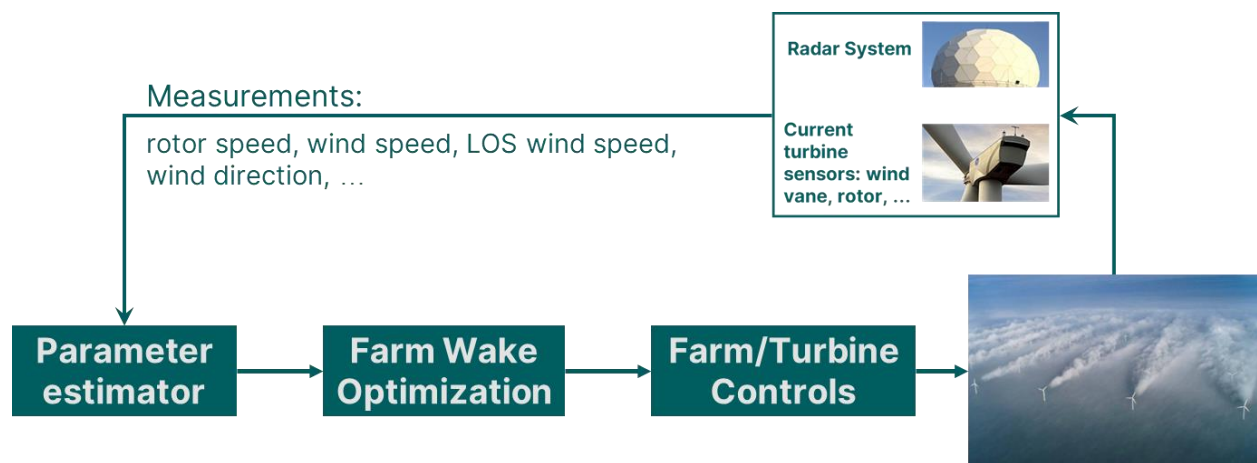 Radar System
Current
turbine
sensors: wind
vane, rotor, ...
Measurements:
rotor speed, wind speed, LOS wind speed,
wind direction, ...
Parameter
estimator
Farm Wake
Optimization
Farm/Turbine
Controls